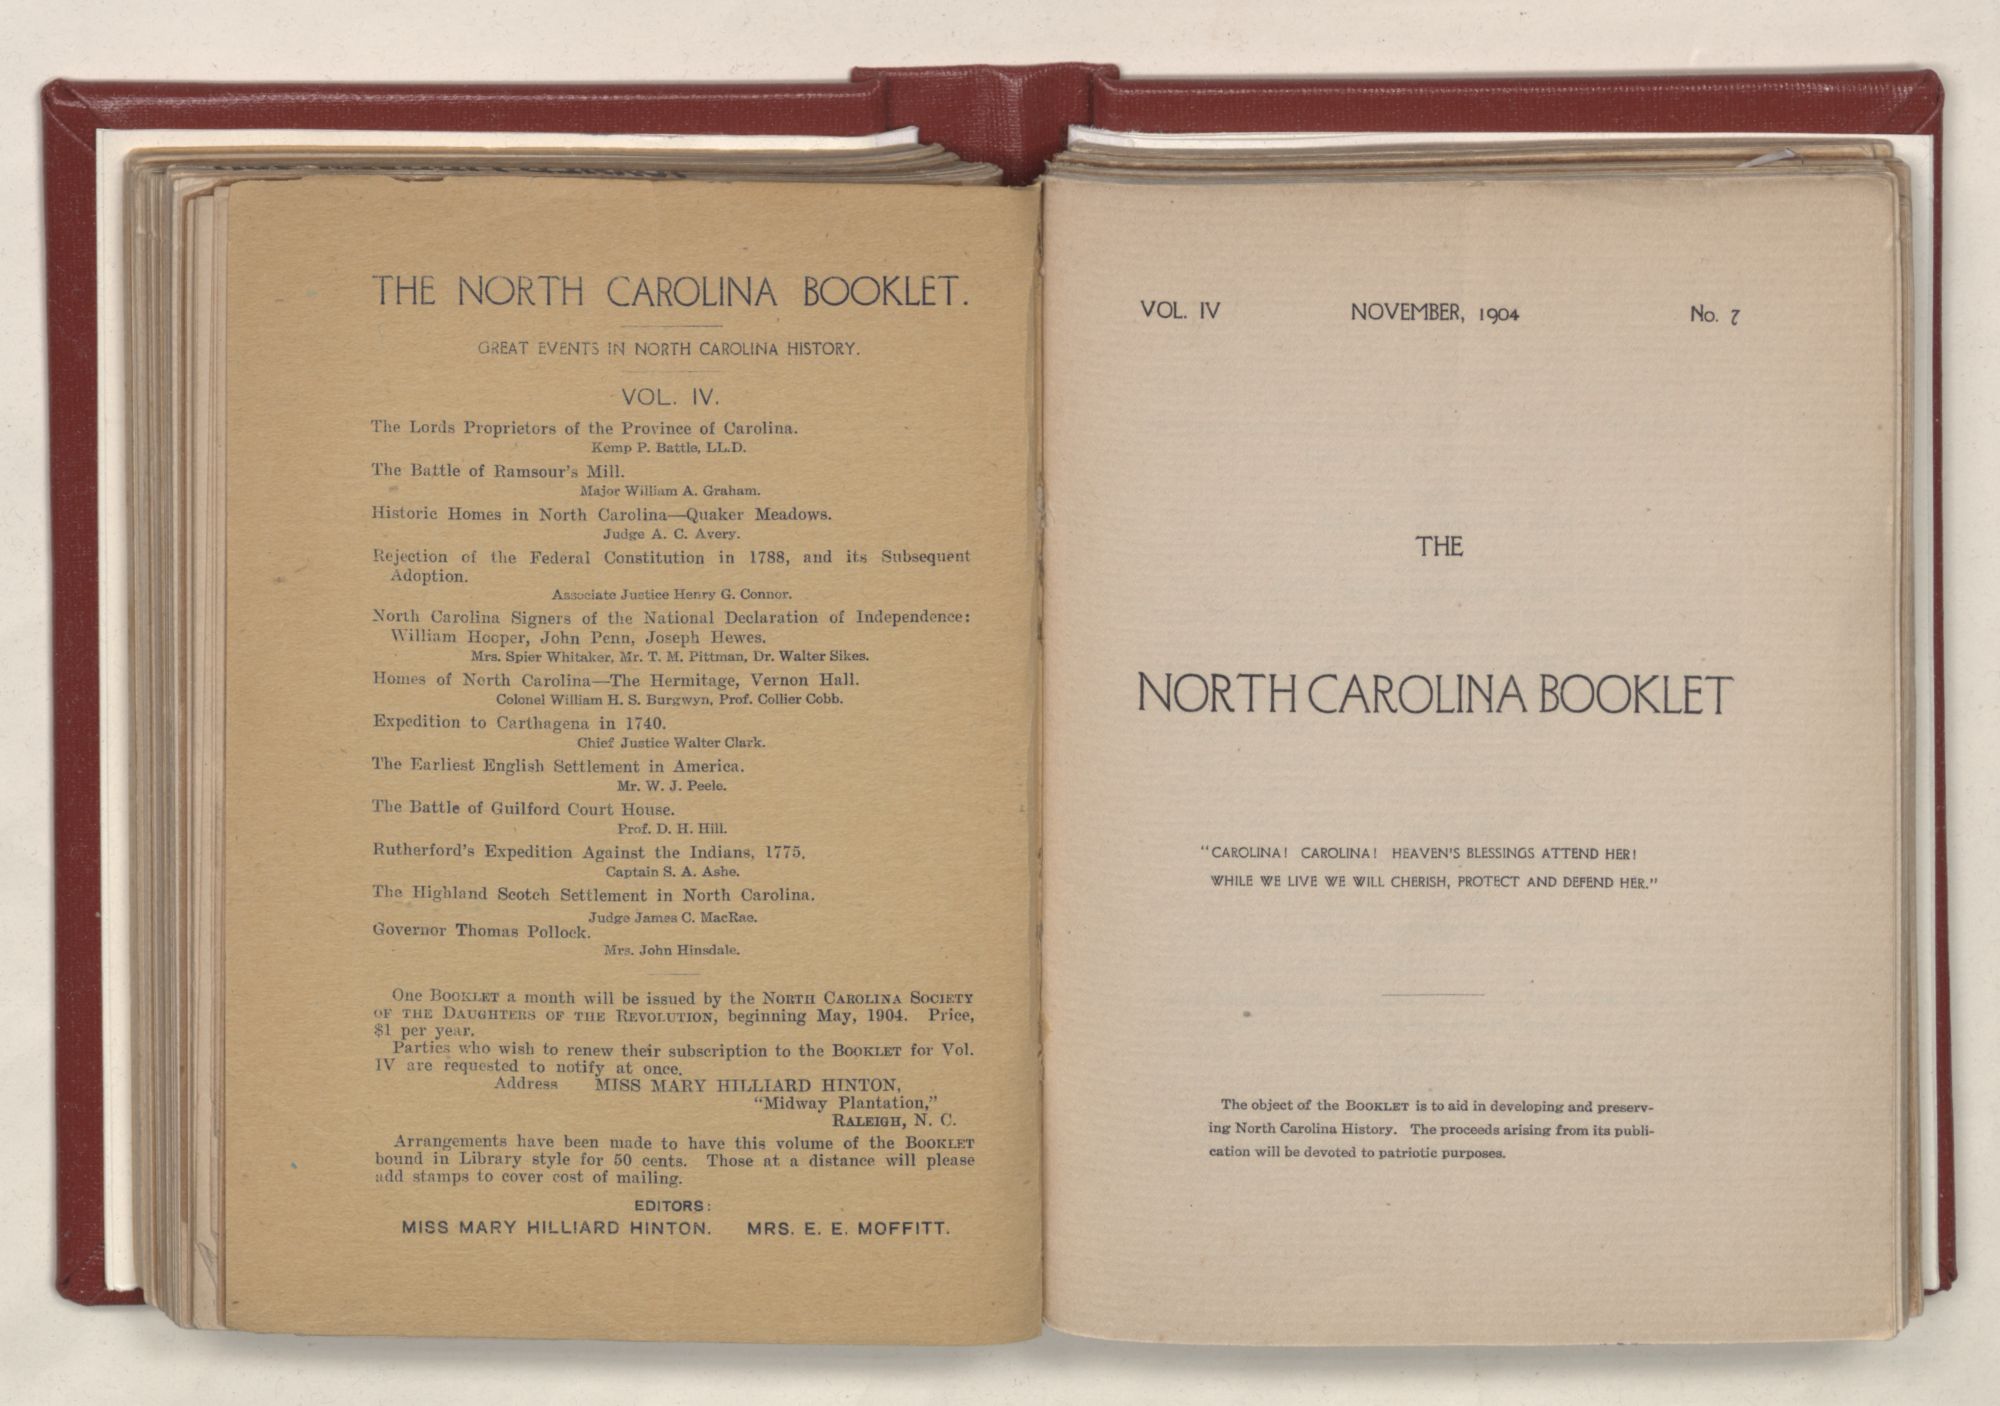 THE NORTH CAROLINA BOOKLET.
GREAT EVENTS IN NORTH CAROLINA HISTORY.
VOL. IV.
The Lords Proprietors of the Province of Carolina.
Kemp P. Battle, LL.D.
The Battle of Ramsour's Mill.
Major William A. Graham.
Historic Homes in North Carolina—Quaker Meadows.
Judge A. C. Avery.
Rejection of the Federal Constitution in 1788, and its Subsequent
Adoption.
Associate Justice Henry G. Connor.
North Carolina Signers of the National Declaration of Independence:
William Hooper, John Penn, Joseph Hewes.
Mrs. Spier Whitaker, Mr. T. M. Pittman, Dr. Walter Sikes.
Homes of North Carolina—The Hermitage, Vernon Hall.
Colonel William H. S. Burgwyn, Prof. Collier Cobb.
Expedition to Carthagena in 1740.
Chief Justice Walter Clark.
The Earliest English Settlement in America.
Mr. W. J. Peele.
The Battle of Guilford Court House.
Prof. D. H. Hill.
Rutherford's Expedition Against the Indians, 1775.
Captain S. A. Ashe.
The Highland Scotch Settlement in North Carolina.
Judge James C. MacRae.
Governor Thomas Pollock.
Mrs. John Hinsdale.
One BOOKLET a month will be issued by the NORTH CAROLINA SOCIETY
OF THE DAUGHTERS OF THE REVOLUTION, beginning May, 1904. Price,
$1 per year.
Parties who wish to renew their subscription to the BOOKLET for Vol.
IV are requested to notify at once.
Address MISS MARY HILLIARD HINTON,
"Midway Plantation,"
RALEIGH, N. C.
Arrangements have been made to have this volume of the BOOKLET
bound in Library style for 50 cents. Those at a distance will please
add stamps to cover cost of mailing.
EDITORS:
MISS MARY HILLIARD HINTON. MRS. E. E. MOFFITT.
VOL. IV NOVEMBER, 1904 No. 7
THE
NORTH CAROLINA BOOKLET
"CAROLINA! CAROLINA! HEAVEN'S BLESSINGS ATTEND HER!
WHILE WE LIVE WE WILL CHERISH, PROTECT AND DEFEND HER."
The object of the BOOKLET is to aid in developing and preserv-
ing North Carolina History. The proceeds arising from its publi-
cation will be devoted to patriotic purposes.